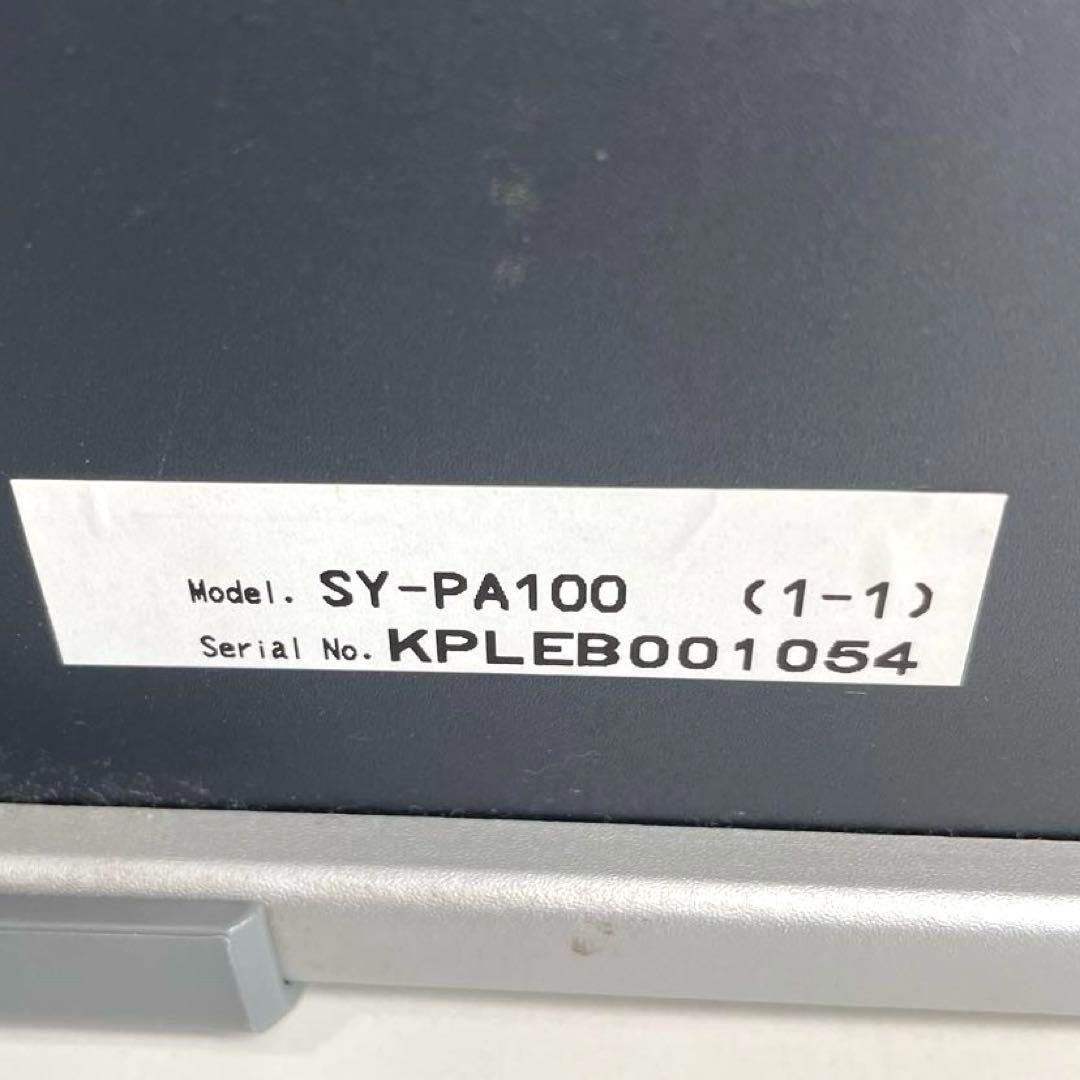 Model. SY-PA100 (1-1)
Serial No. KPLEB001054